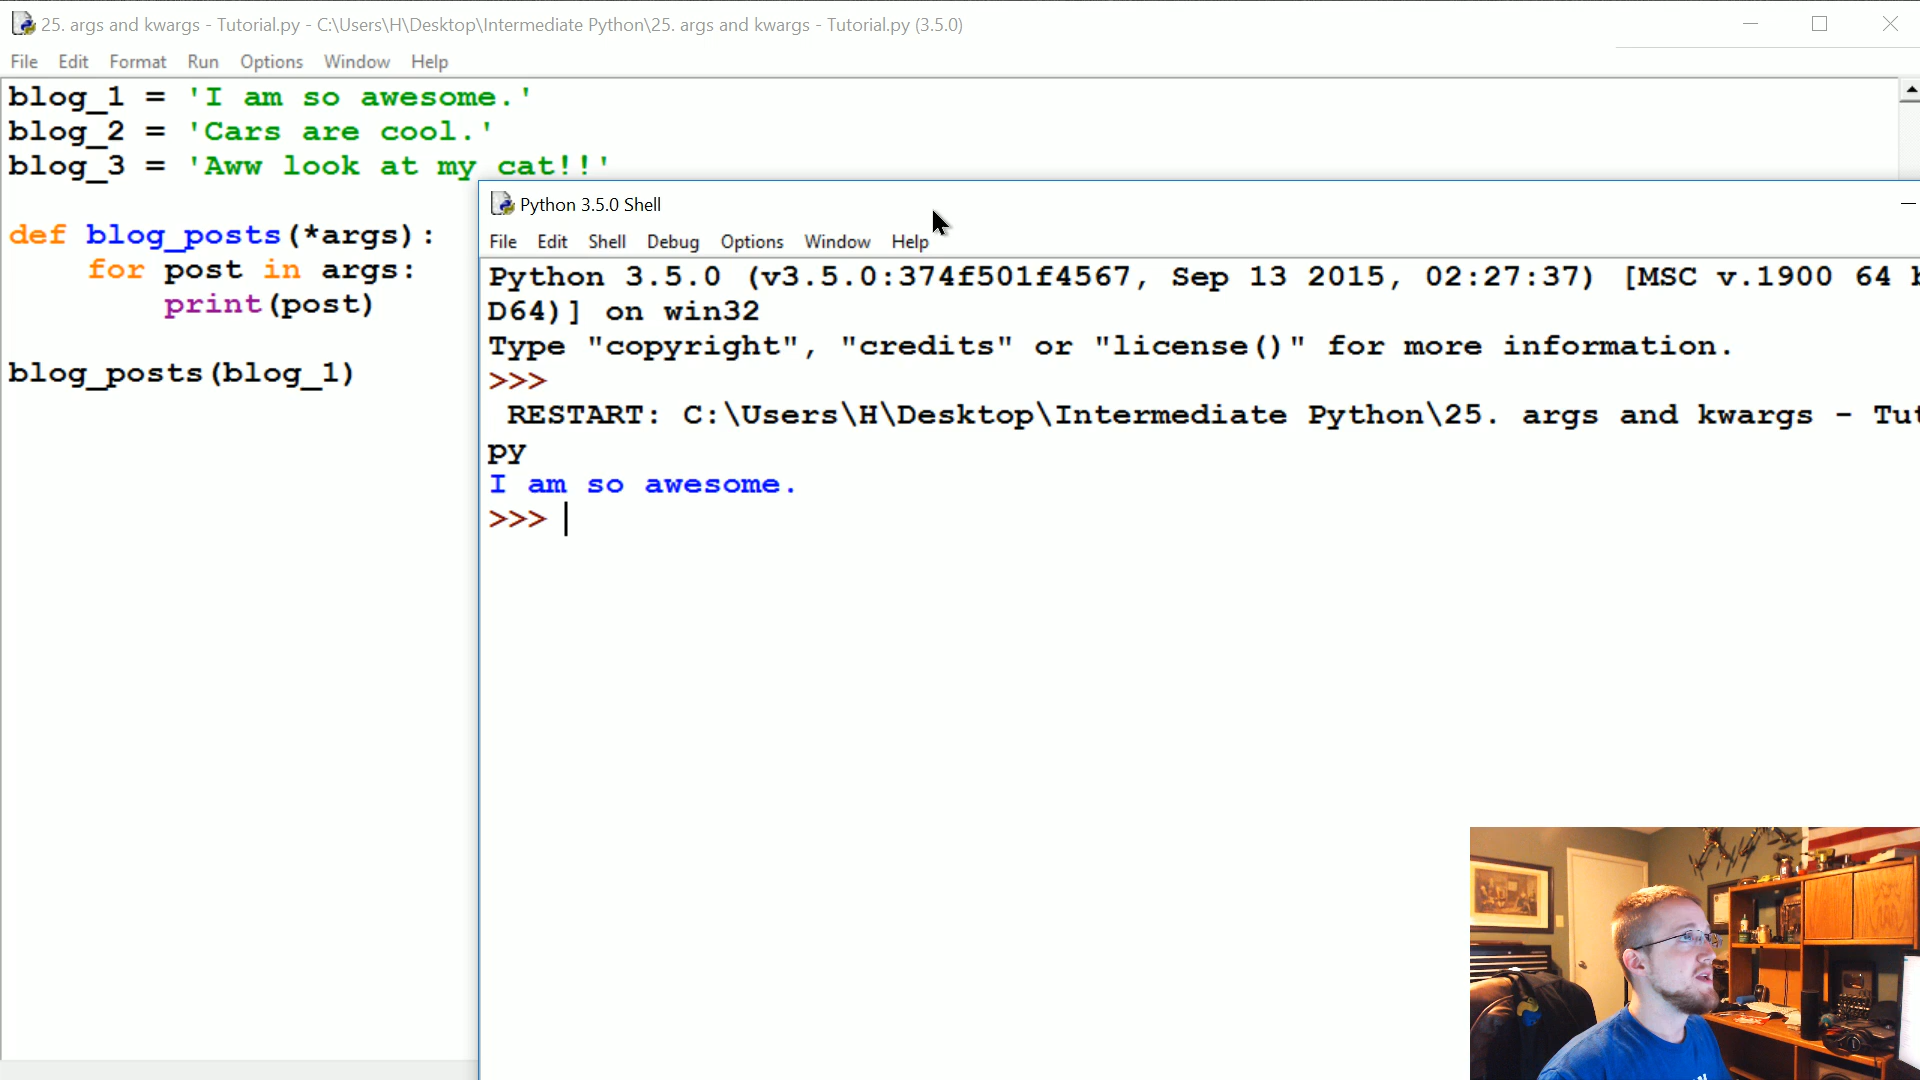 25. args and kwargs - Tutorial.py - C:\Users\H\Desktop\Intermediate Python\25. args and kwargs - Tutorial.py (3.5.0)
File Edit Format Run Options Window Help
blog_1 = 'I am so awesome.'
blog_2 = 'Cars are cool.'
blog_3 = 'Aww look at my cat!!'
def blog_posts(*args):
for post in args:
print(post)
blog_posts(blog_1)
Python 3.5.0 Shell
File Edit Shell Debug Options Window Help
Python 3.5.0 (v3.5.0:374f501f4567, Sep 13 2015, 02:27:37) [MSC v.1900 64
D64)] on win32
Type "copyright", "credits" or "license()" for more information.
>>>
RESTART: C:\Users\H\Desktop\Intermediate Python\25. args and kwargs - Tut
py
I am so awesome.
>>>